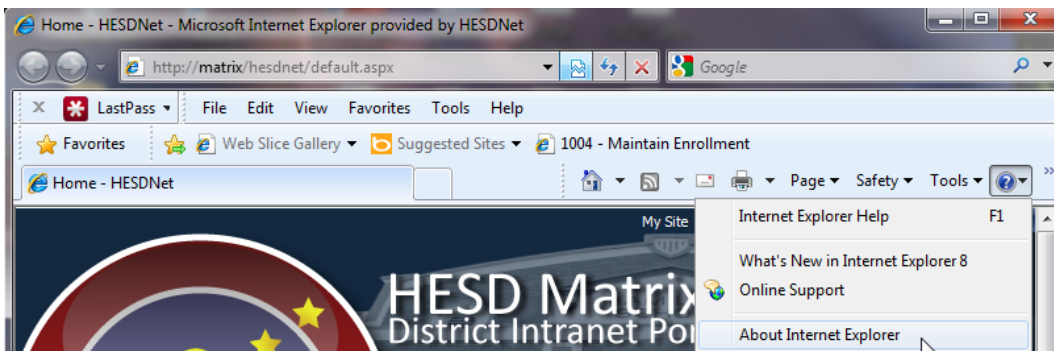 Home - HESDNet - Microsoft Internet Explorer provided by HESDNet
http://matrix/hesdnet/default.aspx
Google
x LastPass File Edit View Favorites Tools Help
Favorites Web Slice Gallery Suggested Sites 1004 - Maintain Enrollment
Home - HESDNet Page Safety Tools »
My Site
Internet Explorer Help F1
What's New in Internet Explorer 8
Online Support
About Internet Explorer
HESD Matrix
District Intranet Por